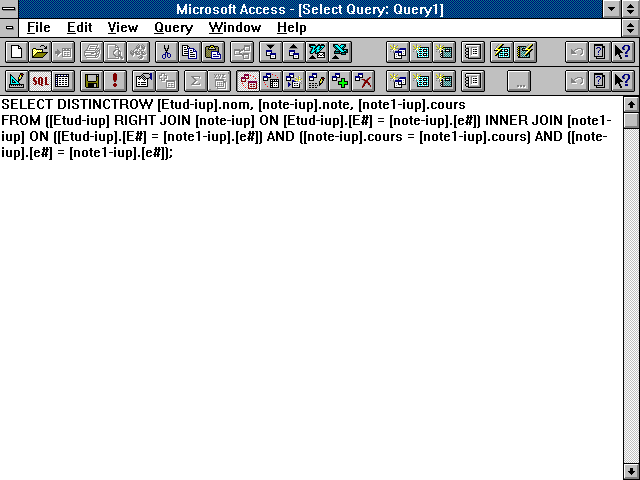 Microsoft Access - [Select Query: Query1]
File Edit View Query Window Help
SQL
SELECT DISTINCTROW [Etud-iup].nom, [note-iup].note, [note1-iup].cours
FROM ([Etud-iup] RIGHT JOIN [note-iup] ON [Etud-iup].[E#] = [note-iup].[e#]) INNER JOIN [note1-
iup] ON ([Etud-iup].[E#] = [note1-iup].[e#]) AND ([note-iup].cours = [note1-iup].cours) AND ([note-
iup].[e#] = [note1-iup].[e#]);